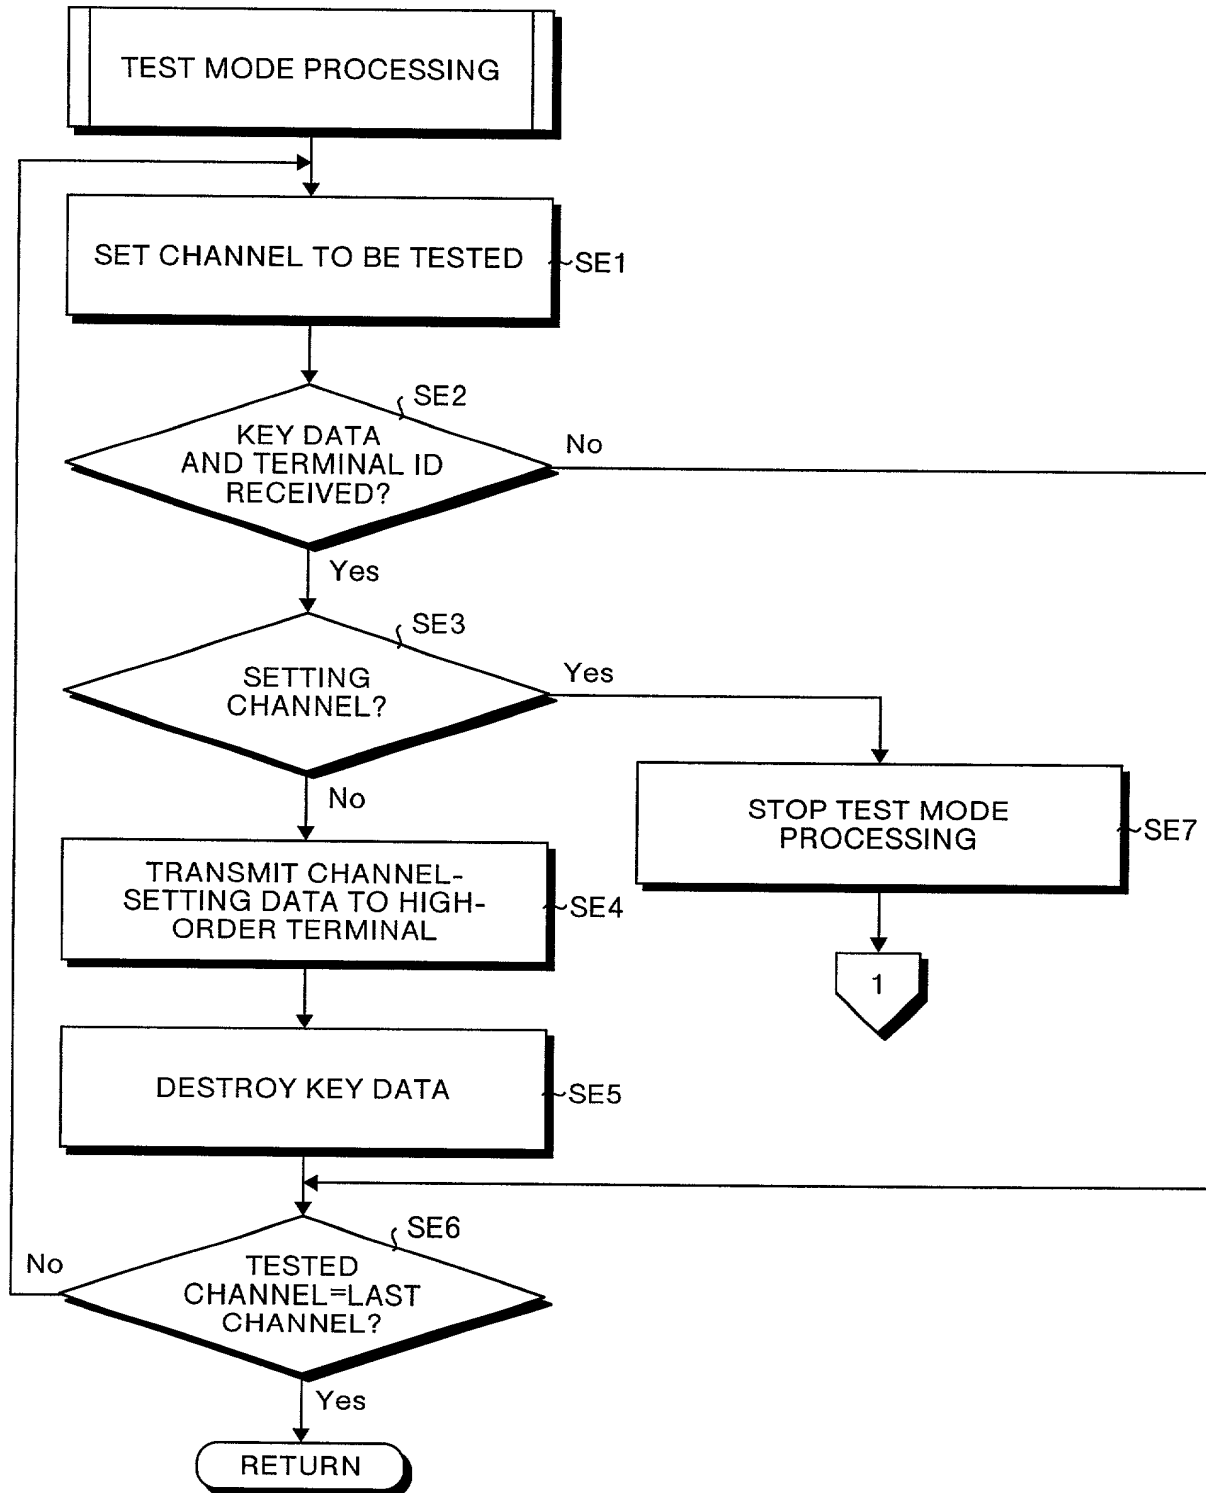 TEST MODE PROCESSING
SET CHANNEL TO BE TESTED
SE1
SE2
KEY DATA
AND TERMINAL ID
RECEIVED?
No
Yes
SE3
SETTING
CHANNEL?
Yes
No
STOP TEST MODE
PROCESSING
SE7
TRANSMIT CHANNEL-
SETTING DATA TO HIGH-
ORDER TERMINAL
SE4
1
DESTROY KEY DATA
SE5
SE6
No
TESTED
CHANNEL=LAST
CHANNEL?
Yes
RETURN